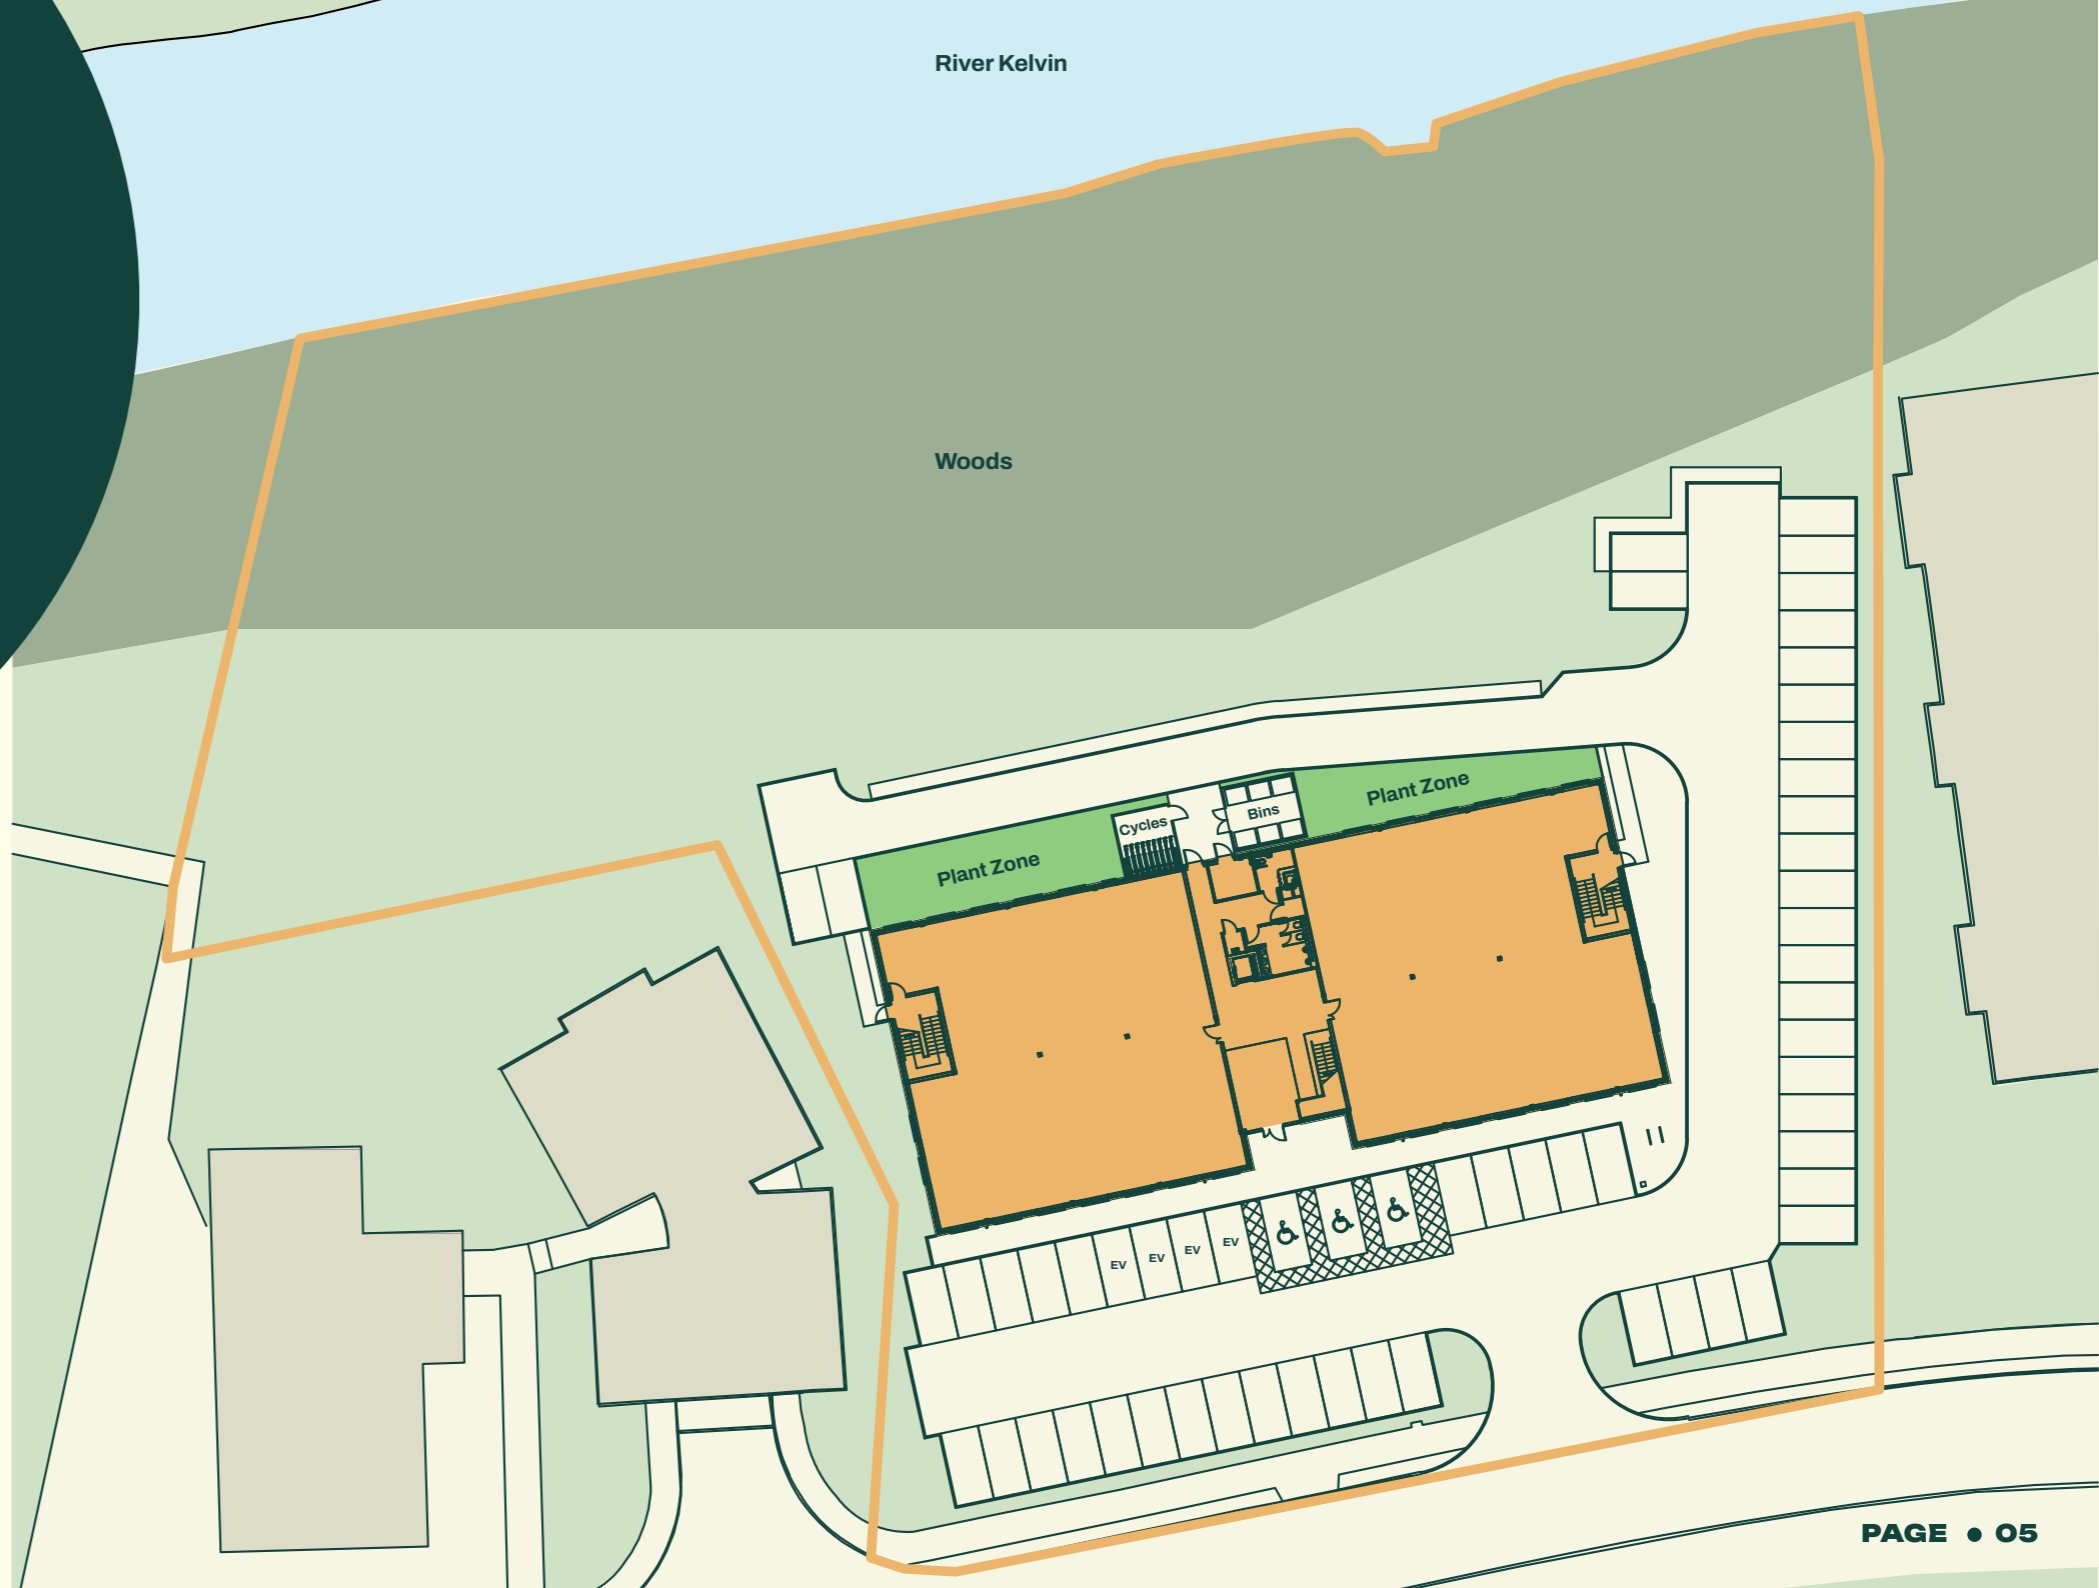 River Kelvin
Woods
Plant Zone
Cycles
Bins
Plant Zone
EV
EV
EV
EV
PAGE • 05